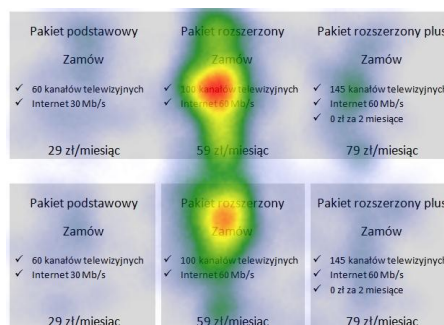 Pakiet podstawowy
Zamów
✓ 60 kanałów telewizyjnych
✓ Internet 30 Mb/s
29 zł/miesiąc
Pakiet rozszerzony
Zamów
✓ 100 kanałów telewizyjnych
✓ Internet 60 Mb/s
59 zł/miesiąc
Pakiet rozszerzony plus
Zamów
✓ 145 kanałów telewizyjnych
✓ Internet 60 Mb/s
✓ 0 zł za 2 miesiące
79 zł/miesiąc
Pakiet podstawowy
Zamów
✓ 60 kanałów telewizyjnych
✓ Internet 30 Mb/s
29 zł/miesiąc
Pakiet rozszerzony
Zamów
✓ 100 kanałów telewizyjnych
✓ Internet 60 Mb/s
59 zł/miesiąc
Pakiet rozszerzony plus
Zamów
✓ 145 kanałów telewizyjnych
✓ Internet 60 Mb/s
✓ 0 zł za 2 miesiące
79 zł/miesiąc